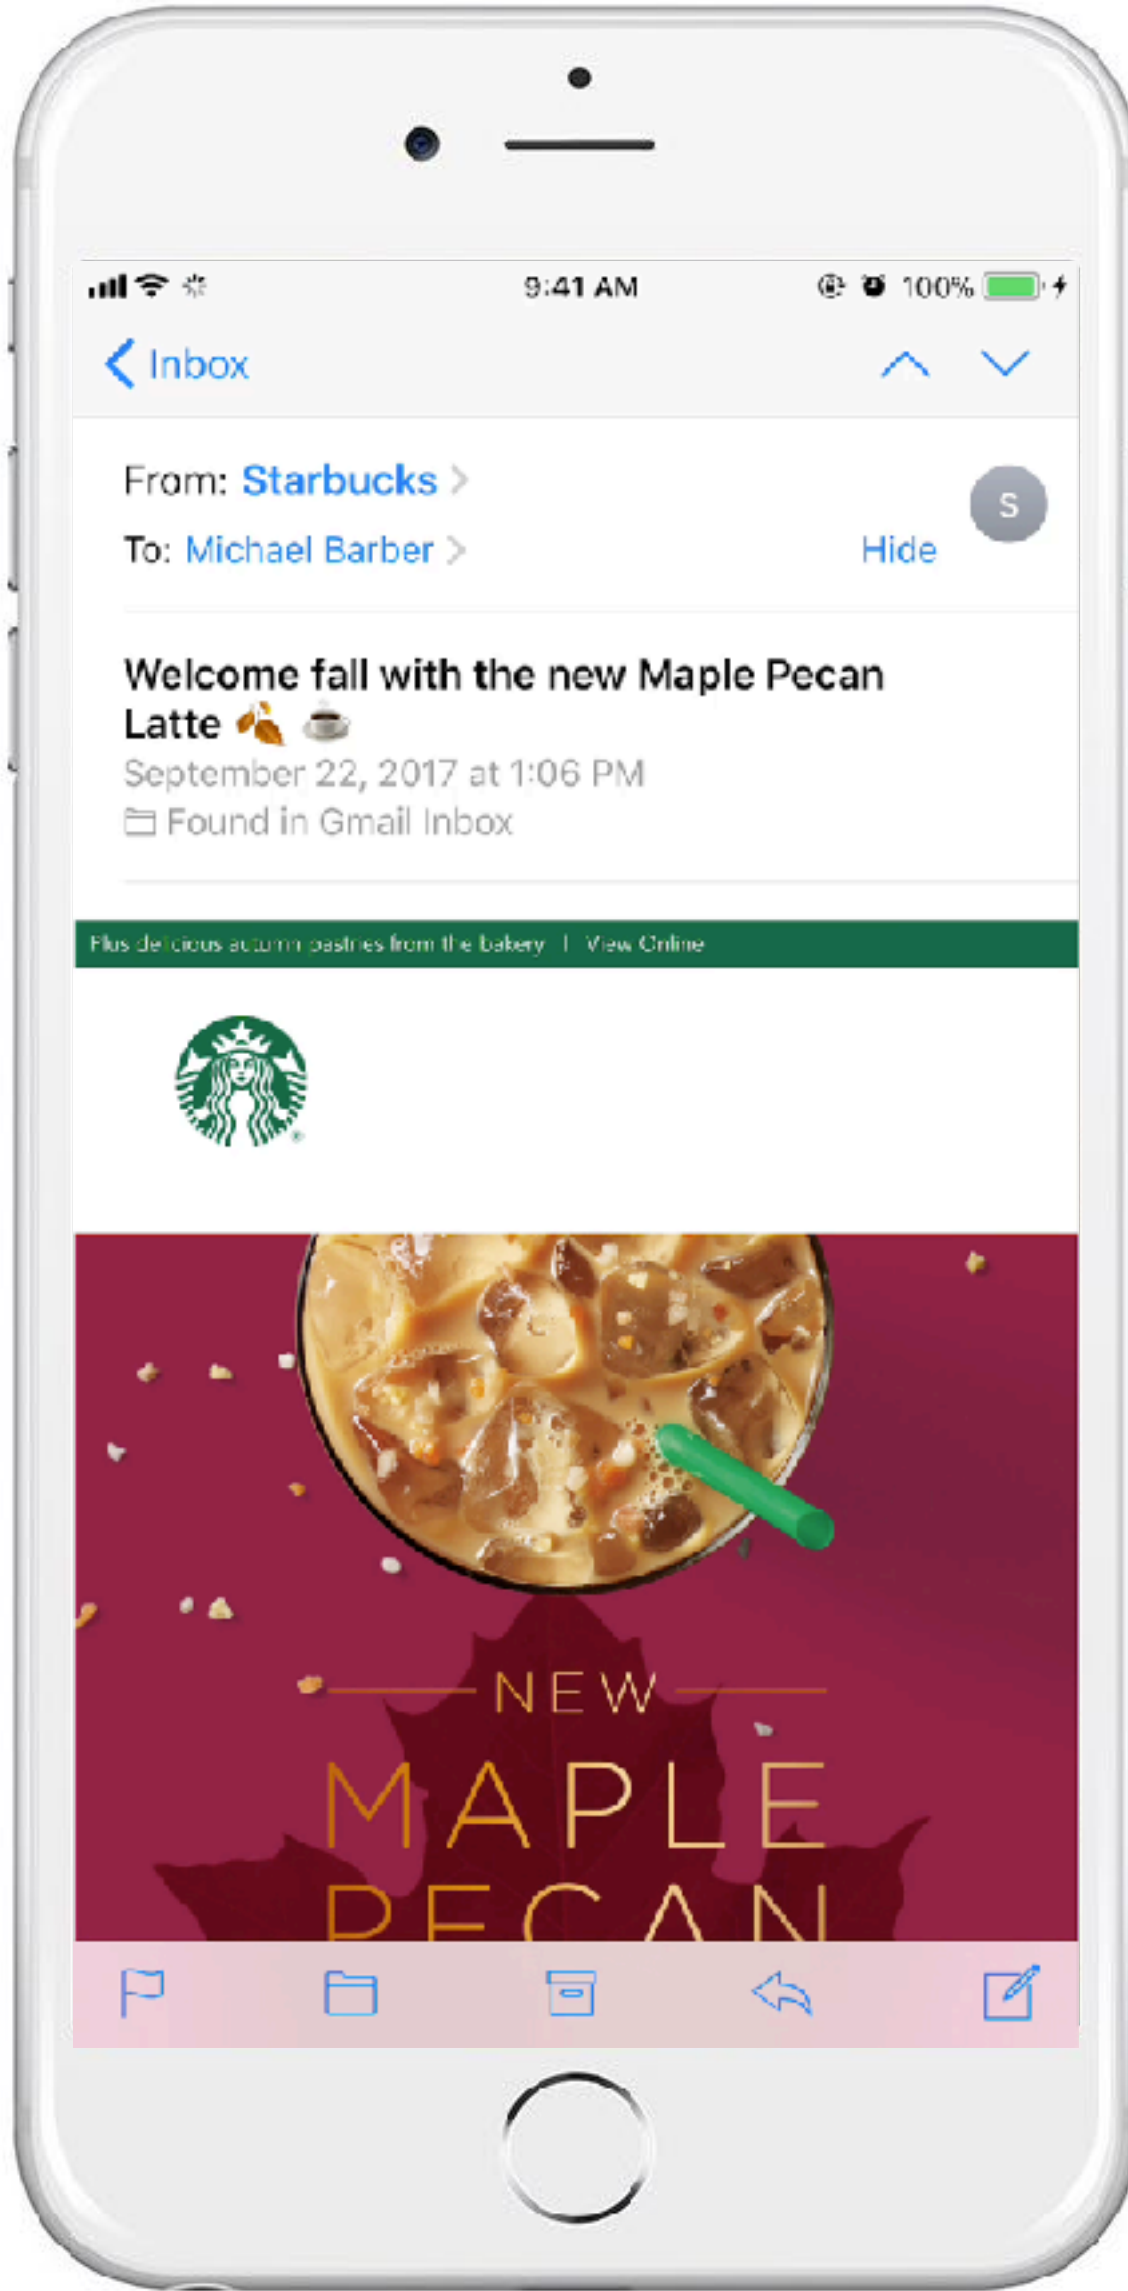 9:41 AM
100%
Inbox
From: Starbucks
S
To: Michael Barber
Hide
Welcome fall with the new Maple Pecan
Latte 🍂 ☕
September 22, 2017 at 1:06 PM
Found in Gmail Inbox
Plus delicious autumn pastries from the bakery | View Online
NEW
MAPLE
PECAN